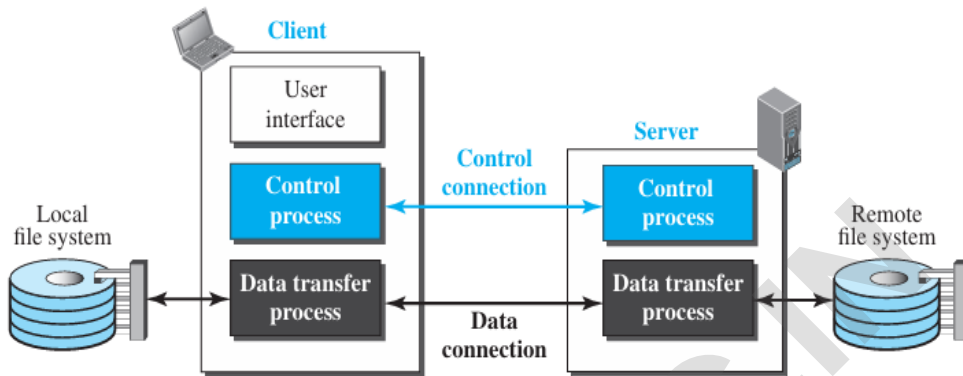 Client
User
interface
Server
Control
connection
Control
process
Control
process
Local
file system
Remote
file system
Data transfer
process
Data transfer
process
Data
connection